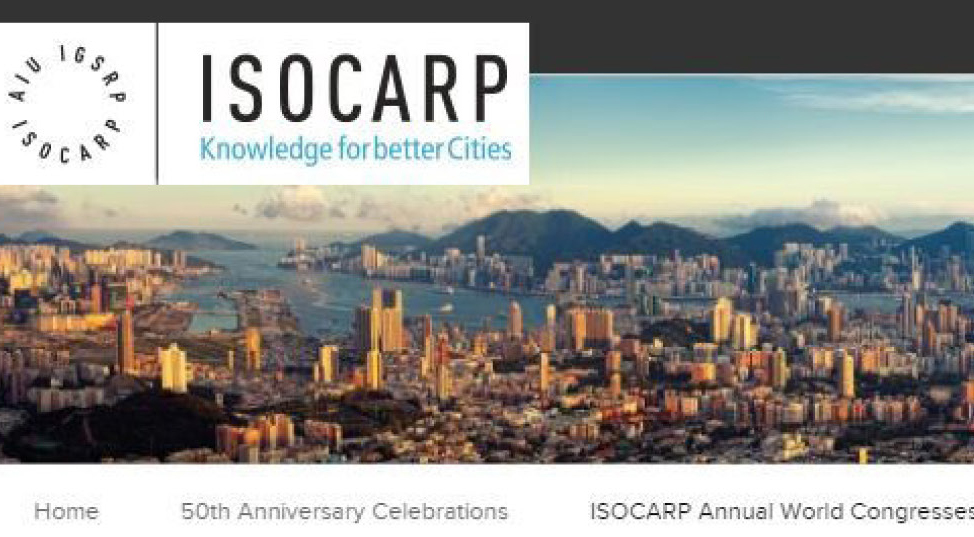 AIU IGSRP ISOCARP
ISOCARP
Knowledge for better Cities
Home
50th Anniversary Celebrations
ISOCARP Annual World Congresses